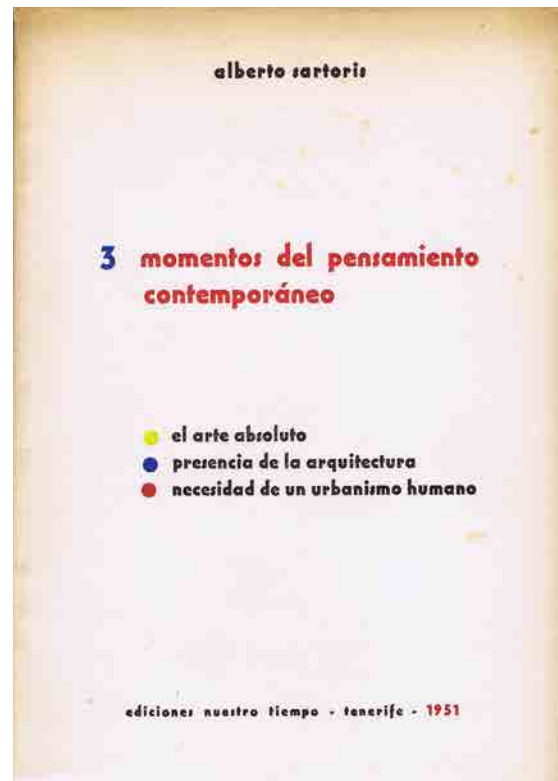 alberto sartoris
3 momentos del pensamiento
contemporáneo
el arte absoluto
presencia de la arquitectura
necesidad de un urbanismo humano
ediciones nuestro tiempo - tenerife - 1951